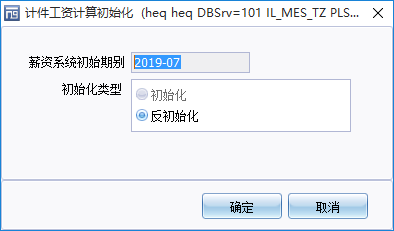 计件工资计算初始化 (heq heq DBSrv=101 IL_MES_TZ PLS...
薪资系统初始期别 2019-07
初始化类型
初始化
反初始化
确定 取消